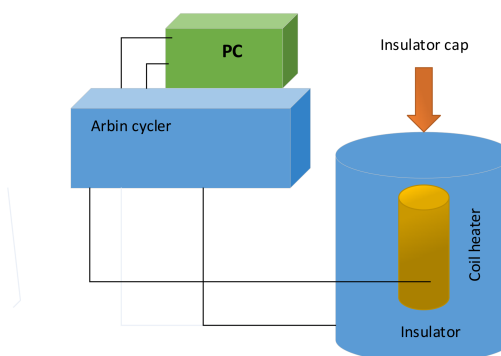 PC
Insulator cap
Arbin cycler
Coil heater
Insulator